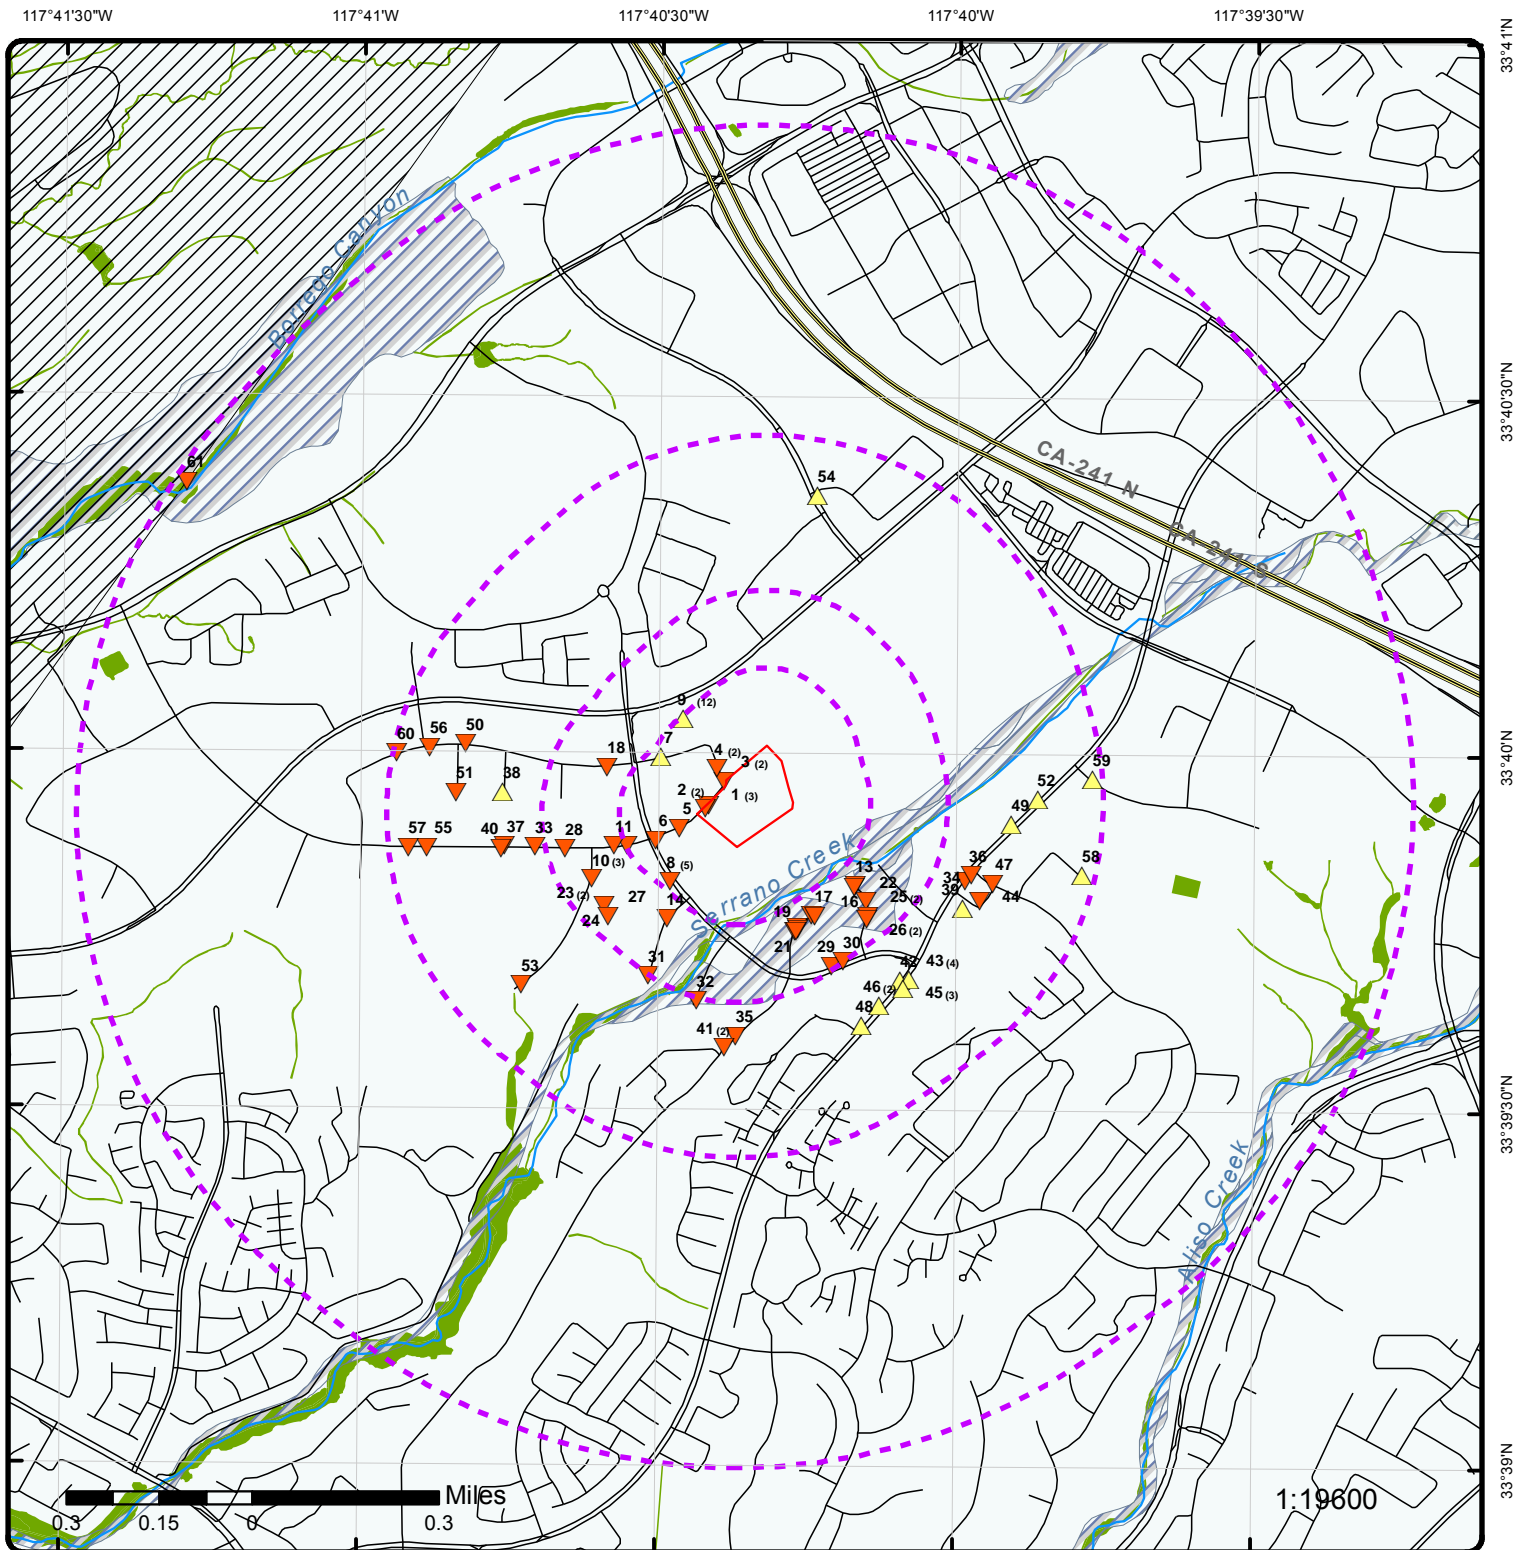 117°41'30"W 117°41'W 117°40'30"W 117°40'W 117°39'30"W
33°41'N
Borrego Canyon
33°40'30"N
61
CA-241 N
54
CA-241 S
9 (12)
60 56 50
7
18 4 (2)
33°40'N
3 (2)
59
51 38
2 (2) 1 (3)
52
5
49
6
57 55 40 37 33 28 11
Serrano Creek
10 (3) 8 (5)
13 36 58
34 47
23 (2) 27 22
14 17 16 25 (2) 39 44
24
19
26 (2)
21
29 30
31 42 43 (4)
53
32 46 (2) 45 (3)
48
41 (2) 35
33°39'30"N
Aliso Creek
33°39'N
Miles
1:19600
0.3 0.15 0 0.3